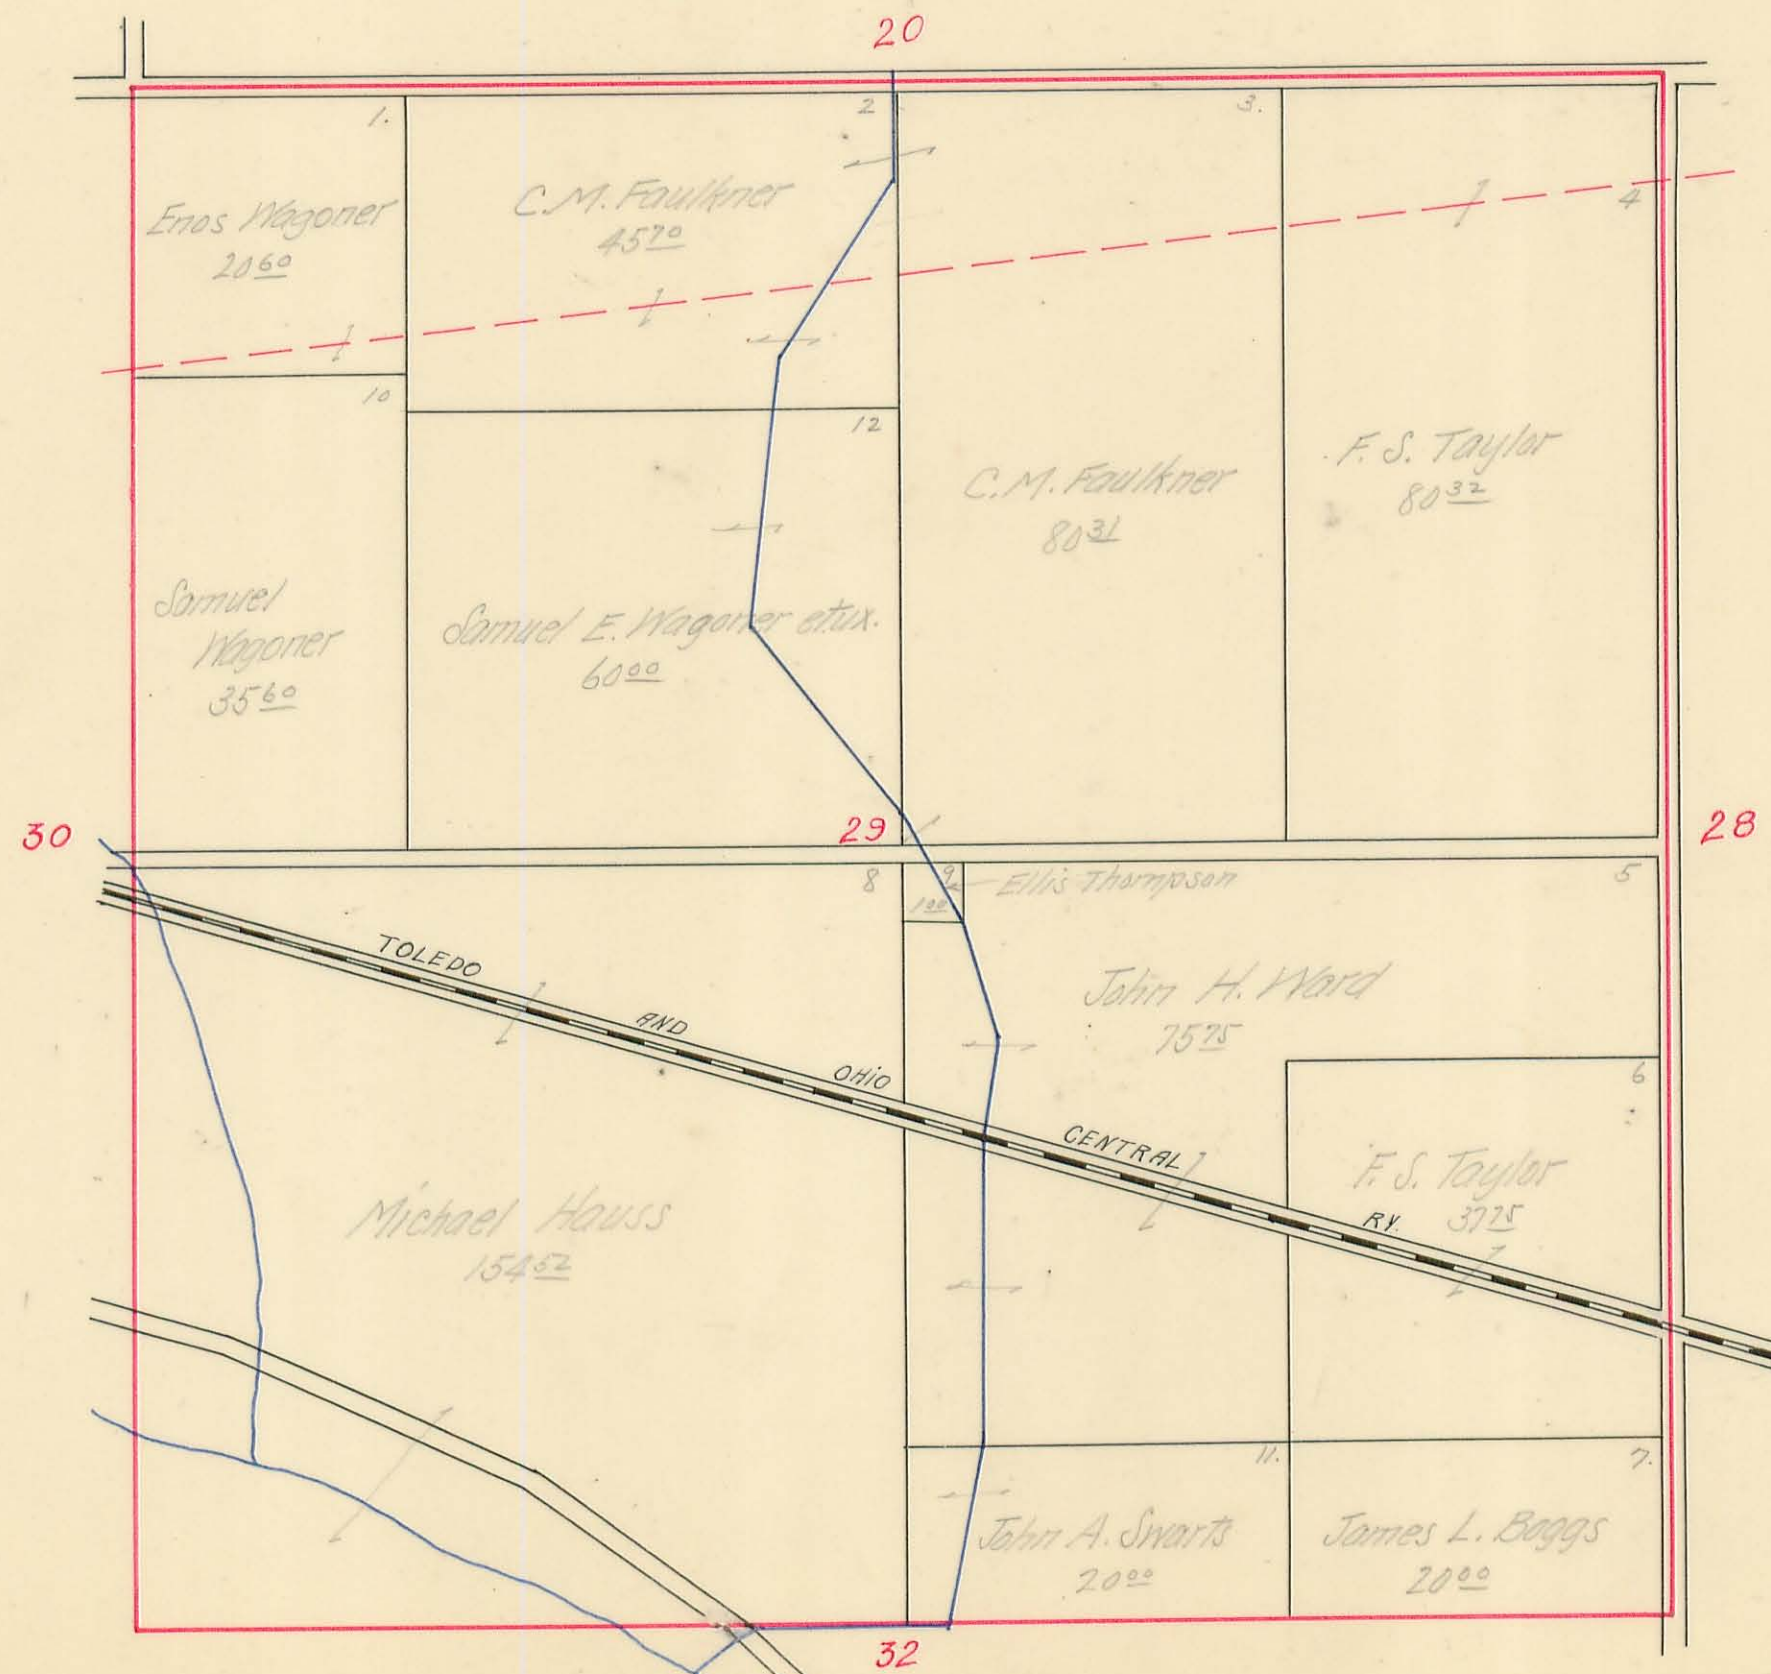 20
1.
2
3.
4
Enos Wagoner
20 60
C. M. Faulkner
45 70
10
12
C. M. Faulkner
80 31
F. S. Taylor
80 32
Samuel
Wagoner
35 60
Samuel E. Wagoner et ux.
60 00
30
29
28
8
9
Ellis Thompson
1 00
5
TOLEDO AND OHIO CENTRAL RY.
John H. Ward
75 75
6
F. S. Taylor
37 75
Michael Hauss
154 52
11.
7.
John A. Swarts
20 00
James L. Boggs
20 00
32